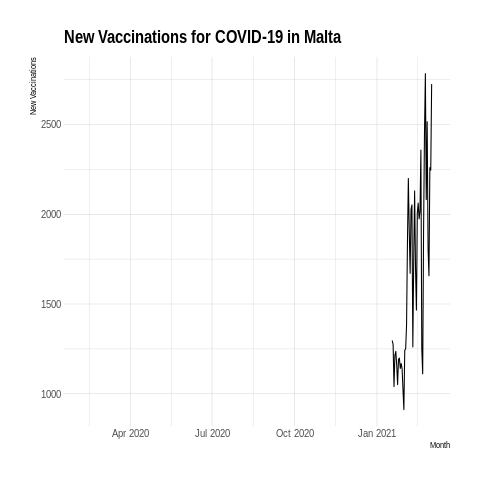 New Vaccinations for COVID-19 in Malta
New Vaccinations
2500
2000
1500
1000
Apr 2020
Jul 2020
Oct 2020
Jan 2021
Month